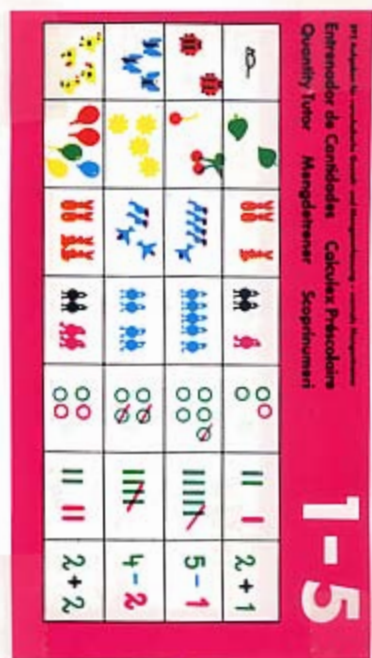 Entrenador de Cantidades Calculex Préscolaire
Quantity Tutor Mengdetrener Scoprinumeri
1-5
2+1
5-1
4-2
2+2